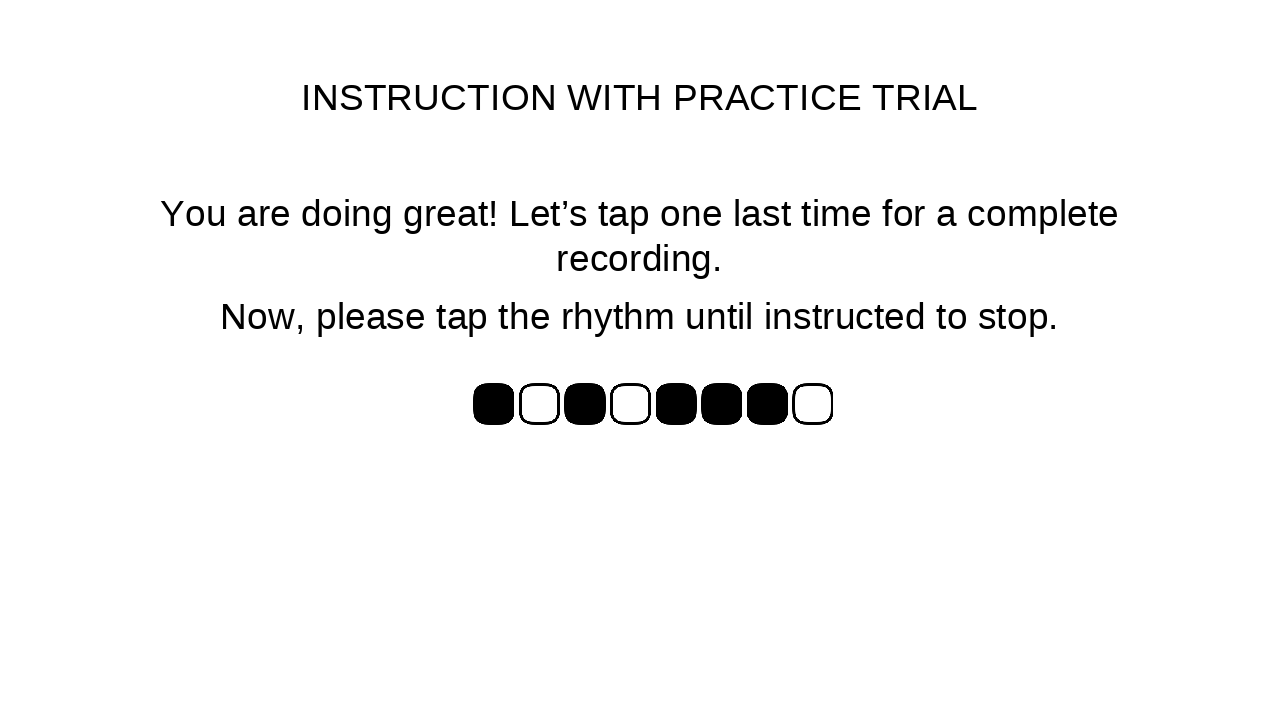 INSTRUCTION WITH PRACTICE TRIAL
You are doing great! Let’s tap one last time for a complete
recording.
Now, please tap the rhythm until instructed to stop.